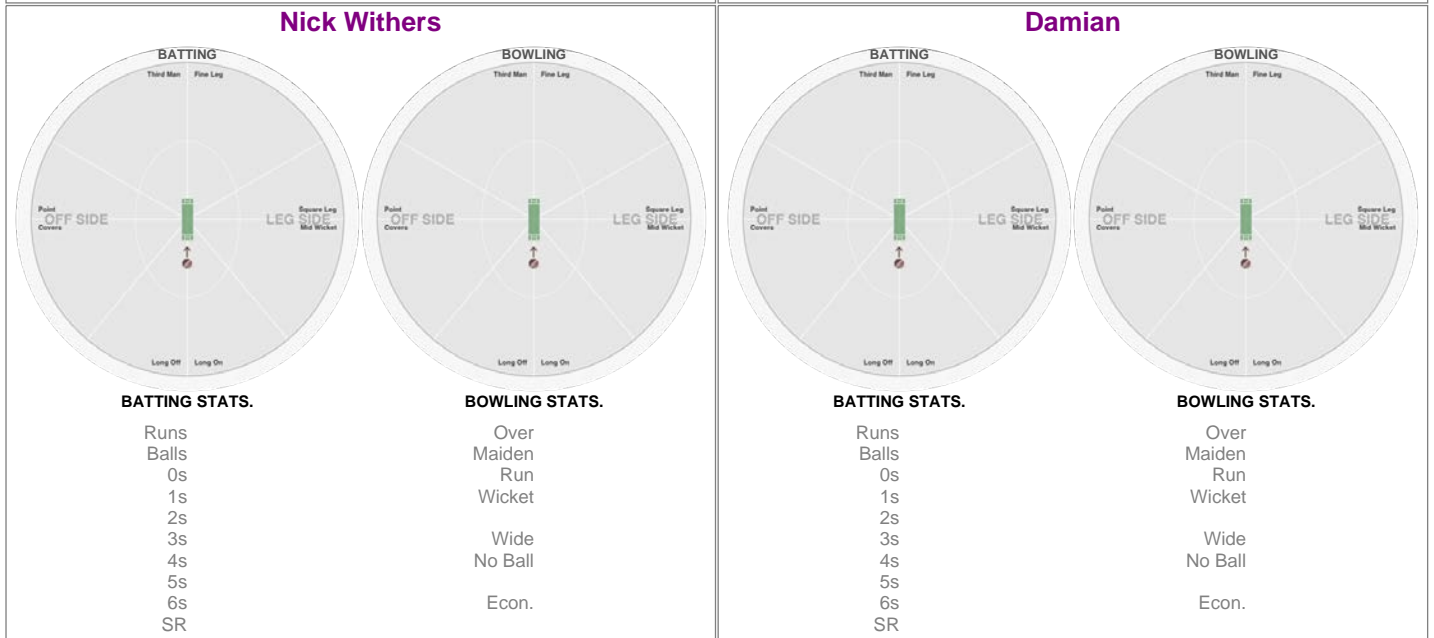 Nick Withers
BATTING
Third Man Fine Leg
Point
OFF SIDE
Covers
Square Leg
LEG SIDE
Mid Wicket
Long Off Long On
BOWLING
Third Man Fine Leg
Point
OFF SIDE
Covers
Square Leg
LEG SIDE
Mid Wicket
Long Off Long On
BATTING STATS.
Runs
Balls
0s
1s
2s
3s
4s
5s
6s
SR
BOWLING STATS.
Over
Maiden
Run
Wicket
Wide
No Ball
Econ.
Damian
BATTING
Third Man Fine Leg
Point
OFF SIDE
Covers
Square Leg
LEG SIDE
Mid Wicket
Long Off Long On
BOWLING
Third Man Fine Leg
Point
OFF SIDE
Covers
Square Leg
LEG SIDE
Mid Wicket
Long Off Long On
BATTING STATS.
Runs
Balls
0s
1s
2s
3s
4s
5s
6s
SR
BOWLING STATS.
Over
Maiden
Run
Wicket
Wide
No Ball
Econ.